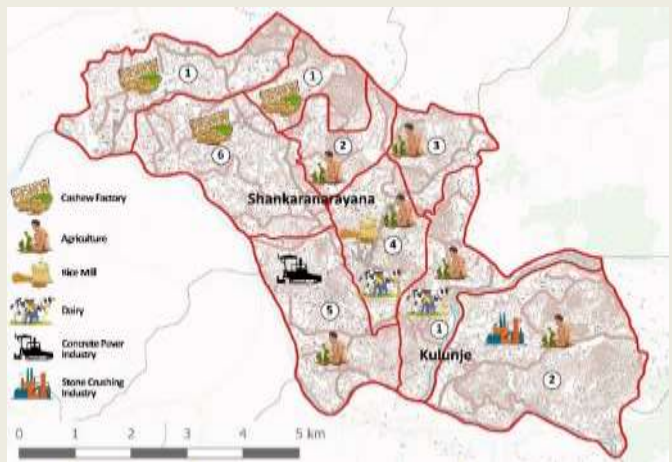 1
1
2
3
6
Shankaranarayana
4
5
1
Kulunje
2
Cashew Factory
Agriculture
Rice Mill
Dairy
Concrete Paver
Industry
Stone Crushing
Industry
0 1 2 3 4 5 km